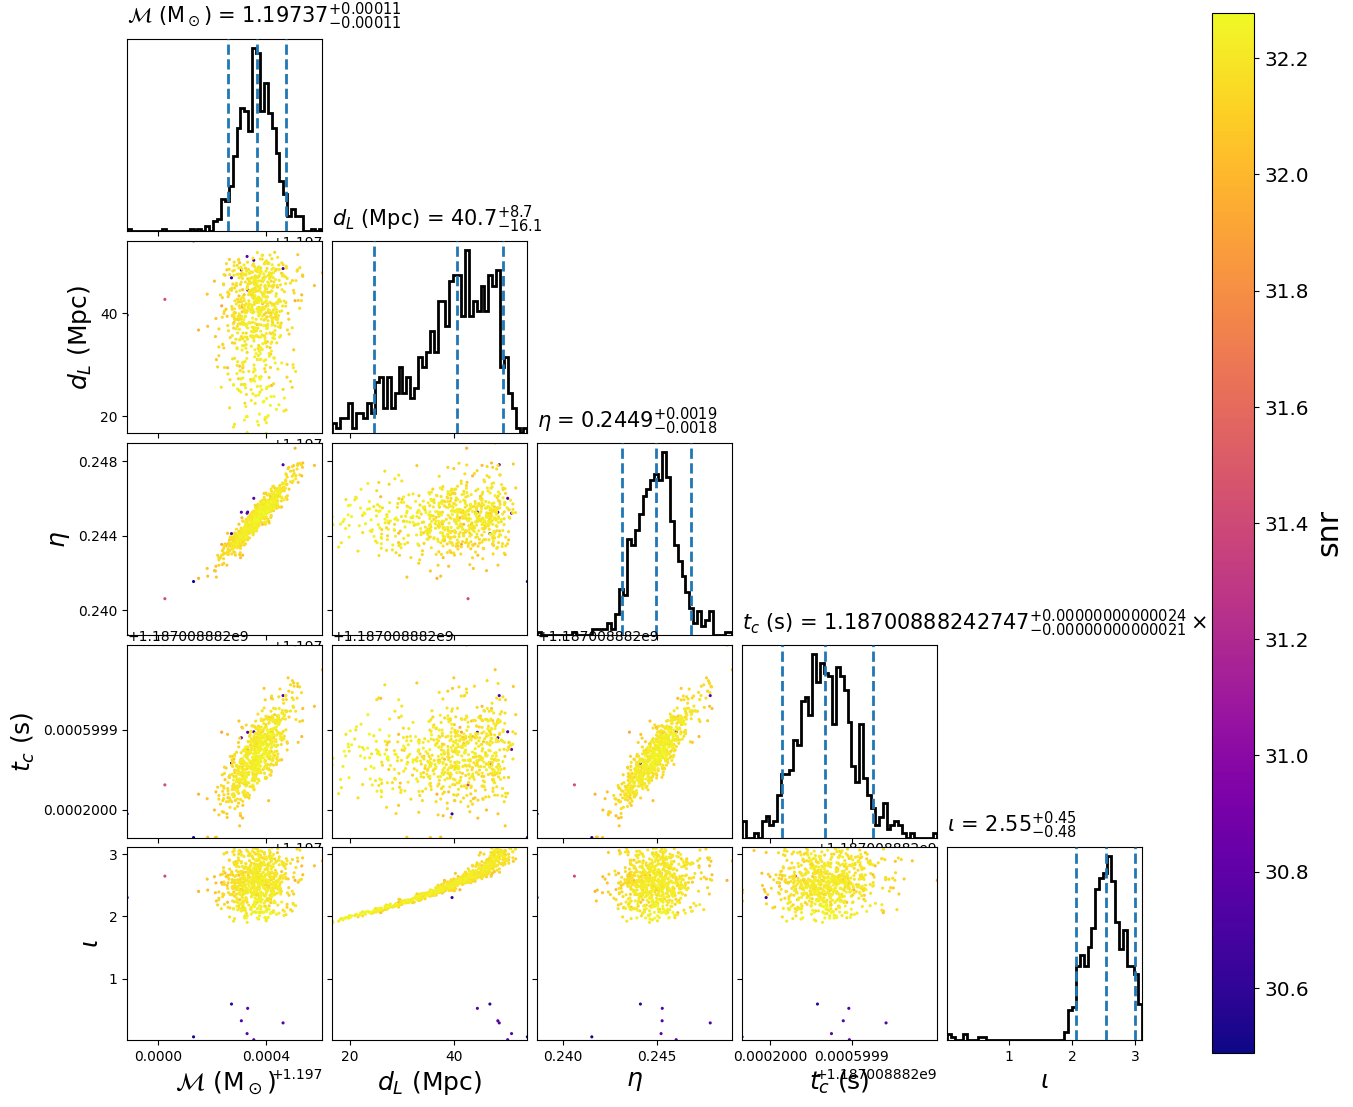 ℳ (M_⊙) = 1.19737 +0.00011 −0.00011
32.2
32.0
31.8
31.6
31.4
31.2
31.0
30.8
30.6
snr
d_L (Mpc) = 40.7 +8.7 −16.1
d_L (Mpc)
40
20
η = 0.2449 +0.0019 −0.0018
η
0.248
0.244
0.240
+1.187008882e9 +1.187008882e9 +1.187008882e9
t_c (s) = 1.18700888242747 +0.00000000000024 −0.00000000000021 ×
t_c (s)
0.0005999
0.0002000
ι = 2.55 +0.45 −0.48
ι
3
2
1
0.0000 0.0004 20 40 0.240 0.245 0.0002000 0.0005999 1 2 3
+1.197 +1.187008882e9
ℳ (M_⊙) d_L (Mpc) η t_c (s) ι